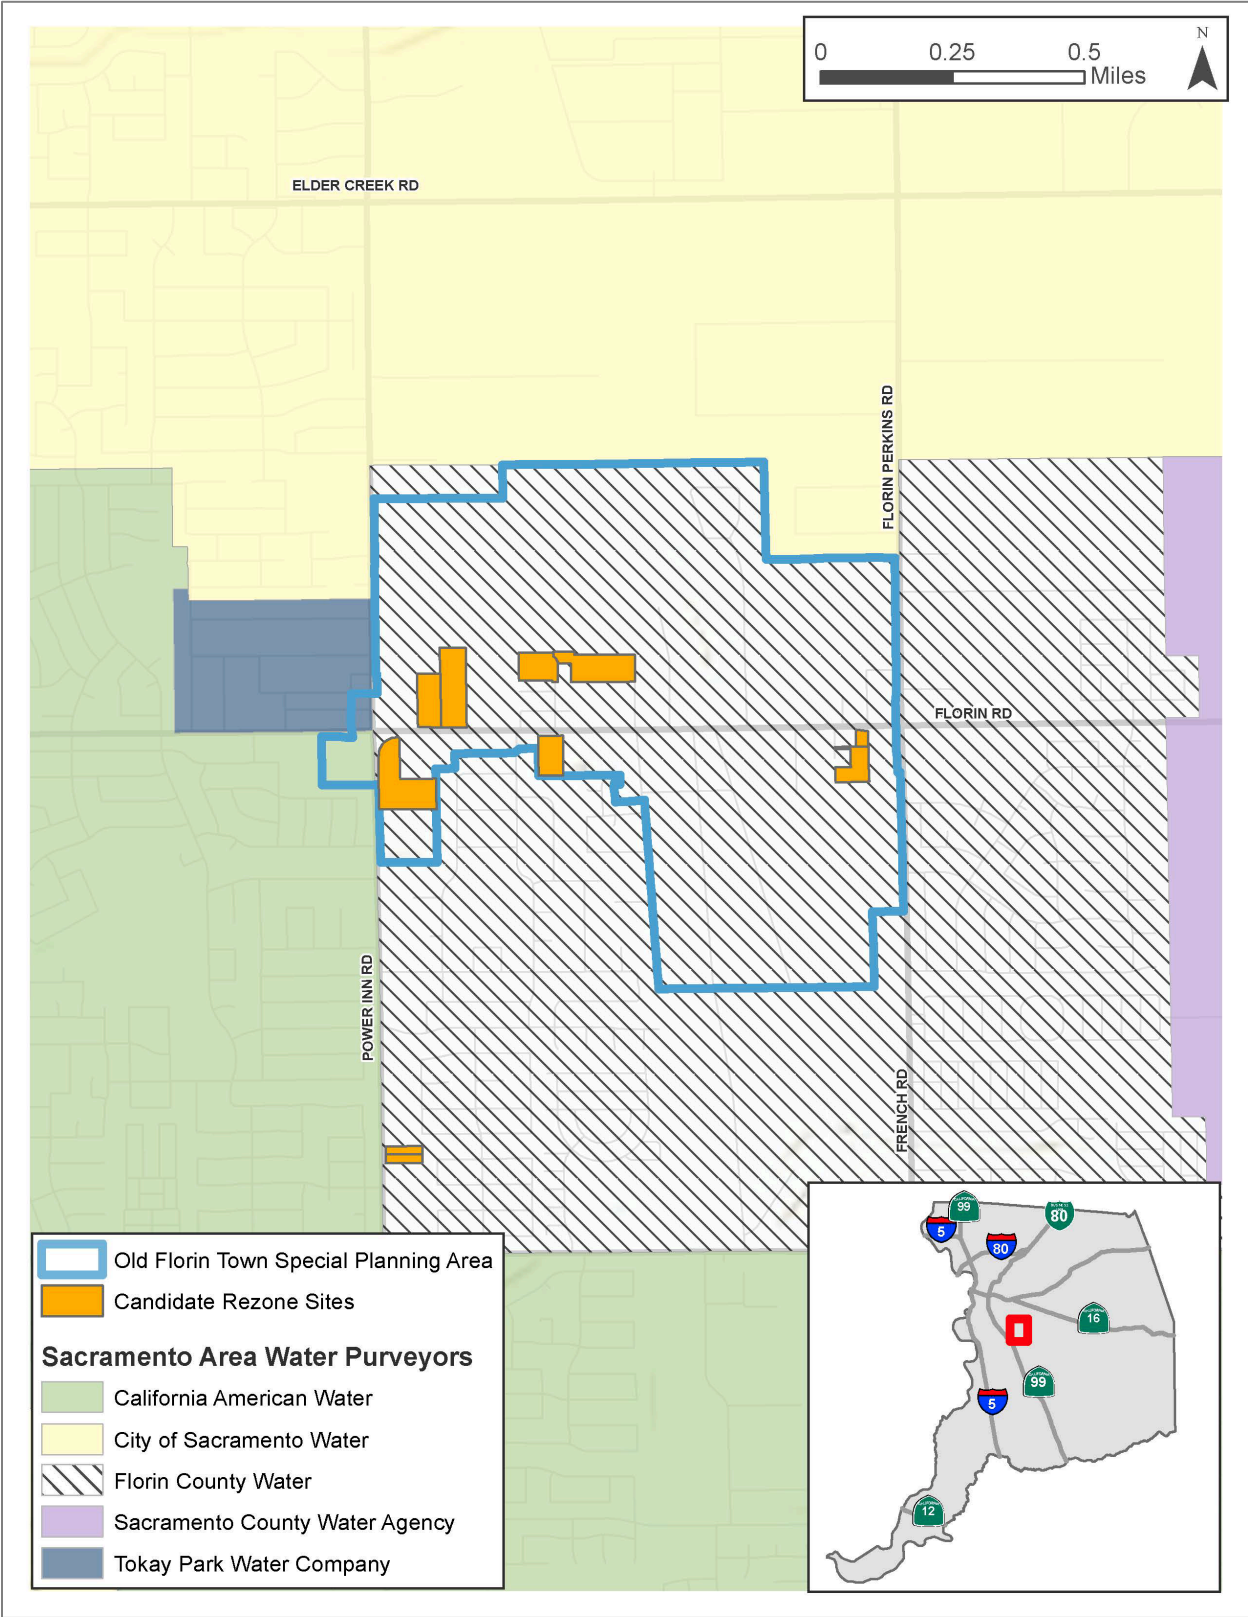 0 0.25 0.5
Miles
N
ELDER CREEK RD
FLORIN PERKINS RD
FLORIN RD
POWER INN RD
FRENCH RD
Old Florin Town Special Planning Area
Candidate Rezone Sites
Sacramento Area Water Purveyors
California American Water
City of Sacramento Water
Florin County Water
Sacramento County Water Agency
Tokay Park Water Company
99
80
5
80
16
99
5
12